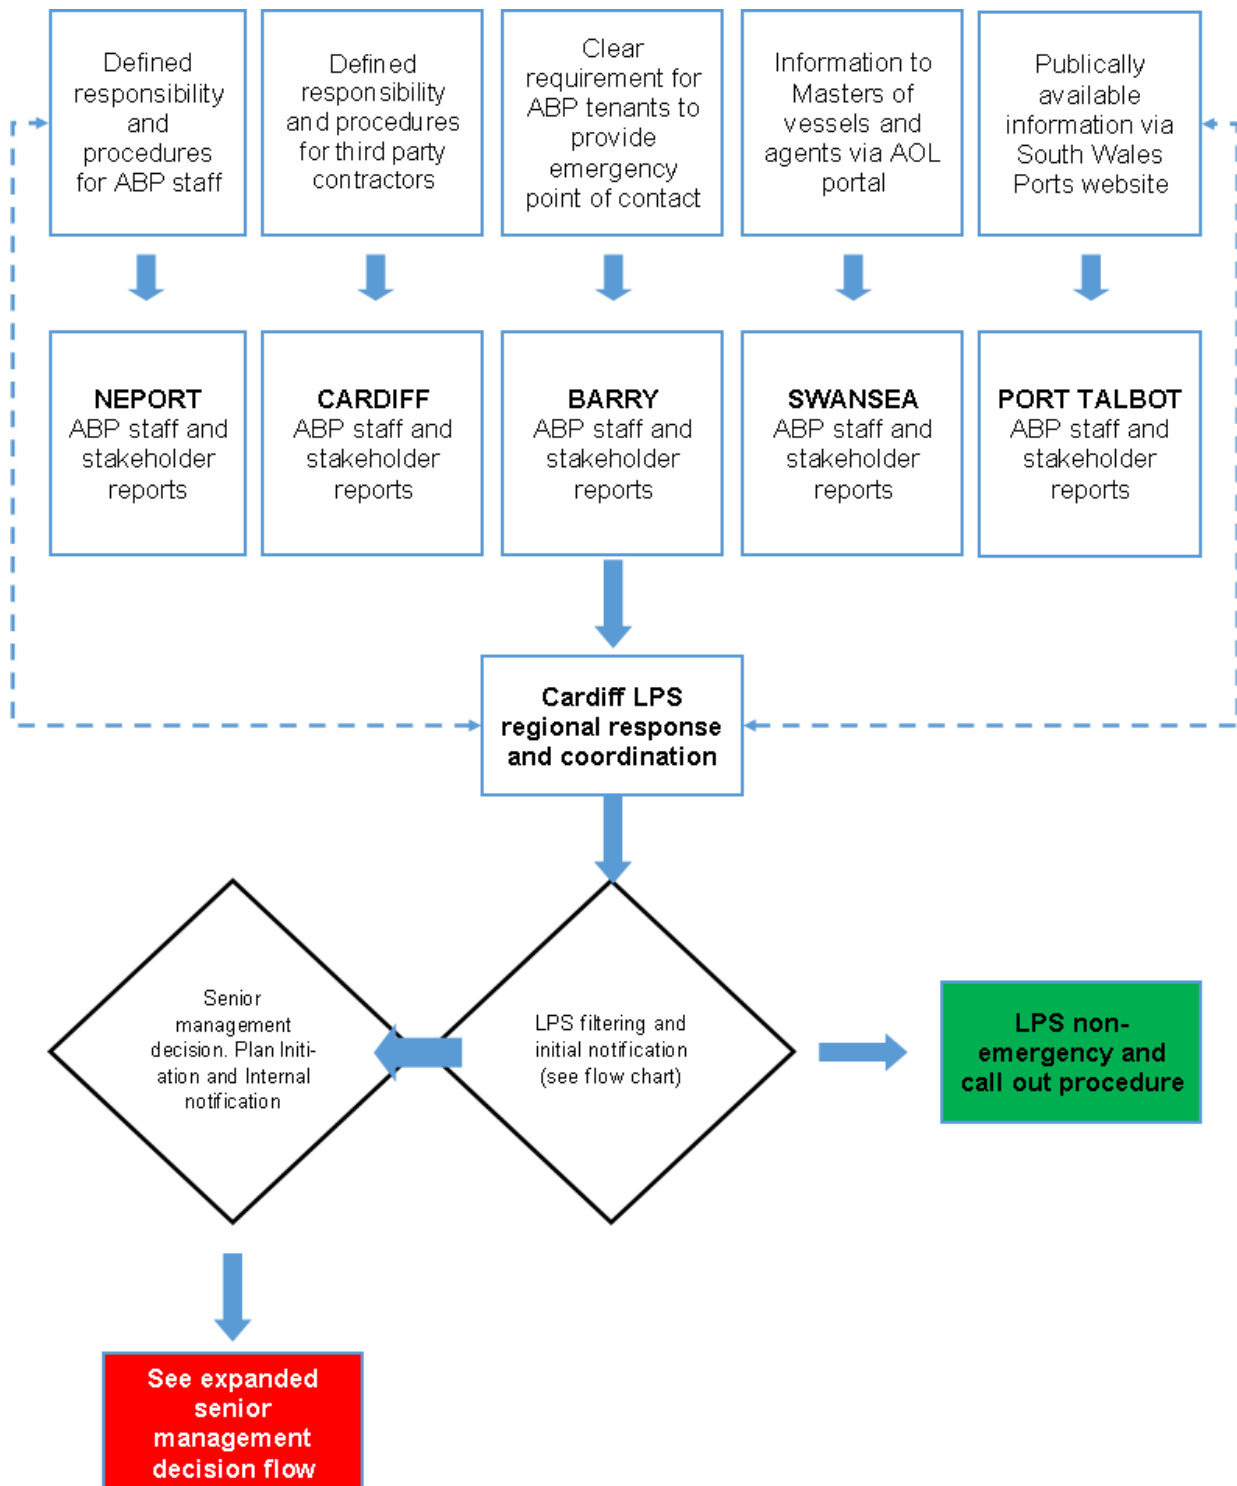 Defined
responsibility
and
procedures
for ABP staff
Defined
responsibility
and procedures
for third party
contractors
Clear
requirement for
ABP tenants to
provide
emergency
point of contact
Information to
Masters of
vessels and
agents via AOL
portal
Publically
available
information via
South Wales
Ports website
NEPORT
ABP staff and
stakeholder
reports
CARDIFF
ABP staff and
stakeholder
reports
BARRY
ABP staff and
stakeholder
reports
SWANSEA
ABP staff and
stakeholder
reports
PORT TALBOT
ABP staff and
stakeholder
reports
Cardiff LPS
regional response
and coordination
Senior
management
decision. Plan Initi-
ation and Internal
notification
LPS filtering and
initial notification
(see flow chart)
LPS non-
emergency and
call out procedure
See expanded
senior
management
decision flow